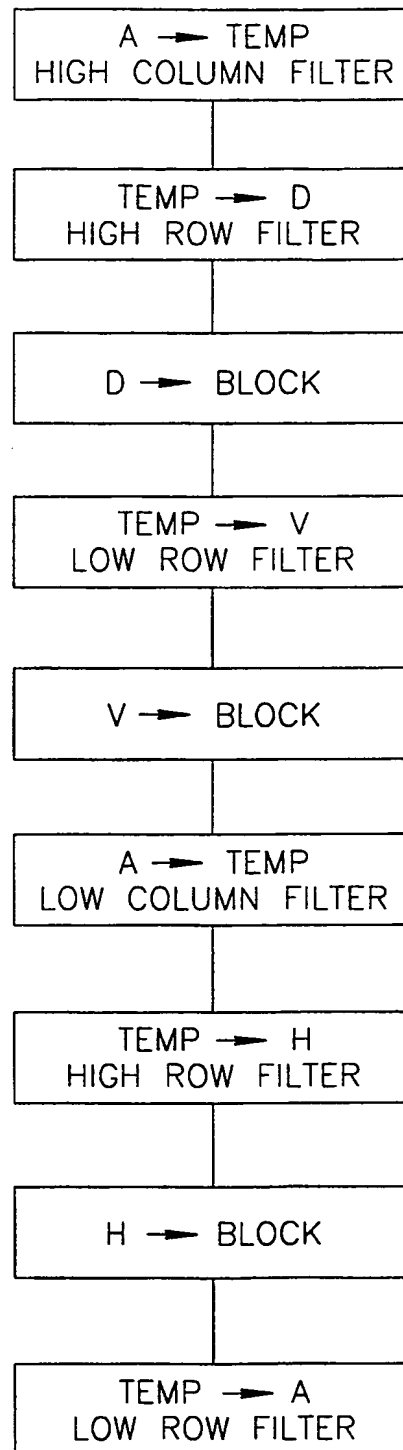 A → TEMP
HIGH COLUMN FILTER
TEMP → D
HIGH ROW FILTER
D → BLOCK
TEMP → V
LOW ROW FILTER
V → BLOCK
A → TEMP
LOW COLUMN FILTER
TEMP → H
HIGH ROW FILTER
H → BLOCK
TEMP → A
LOW ROW FILTER